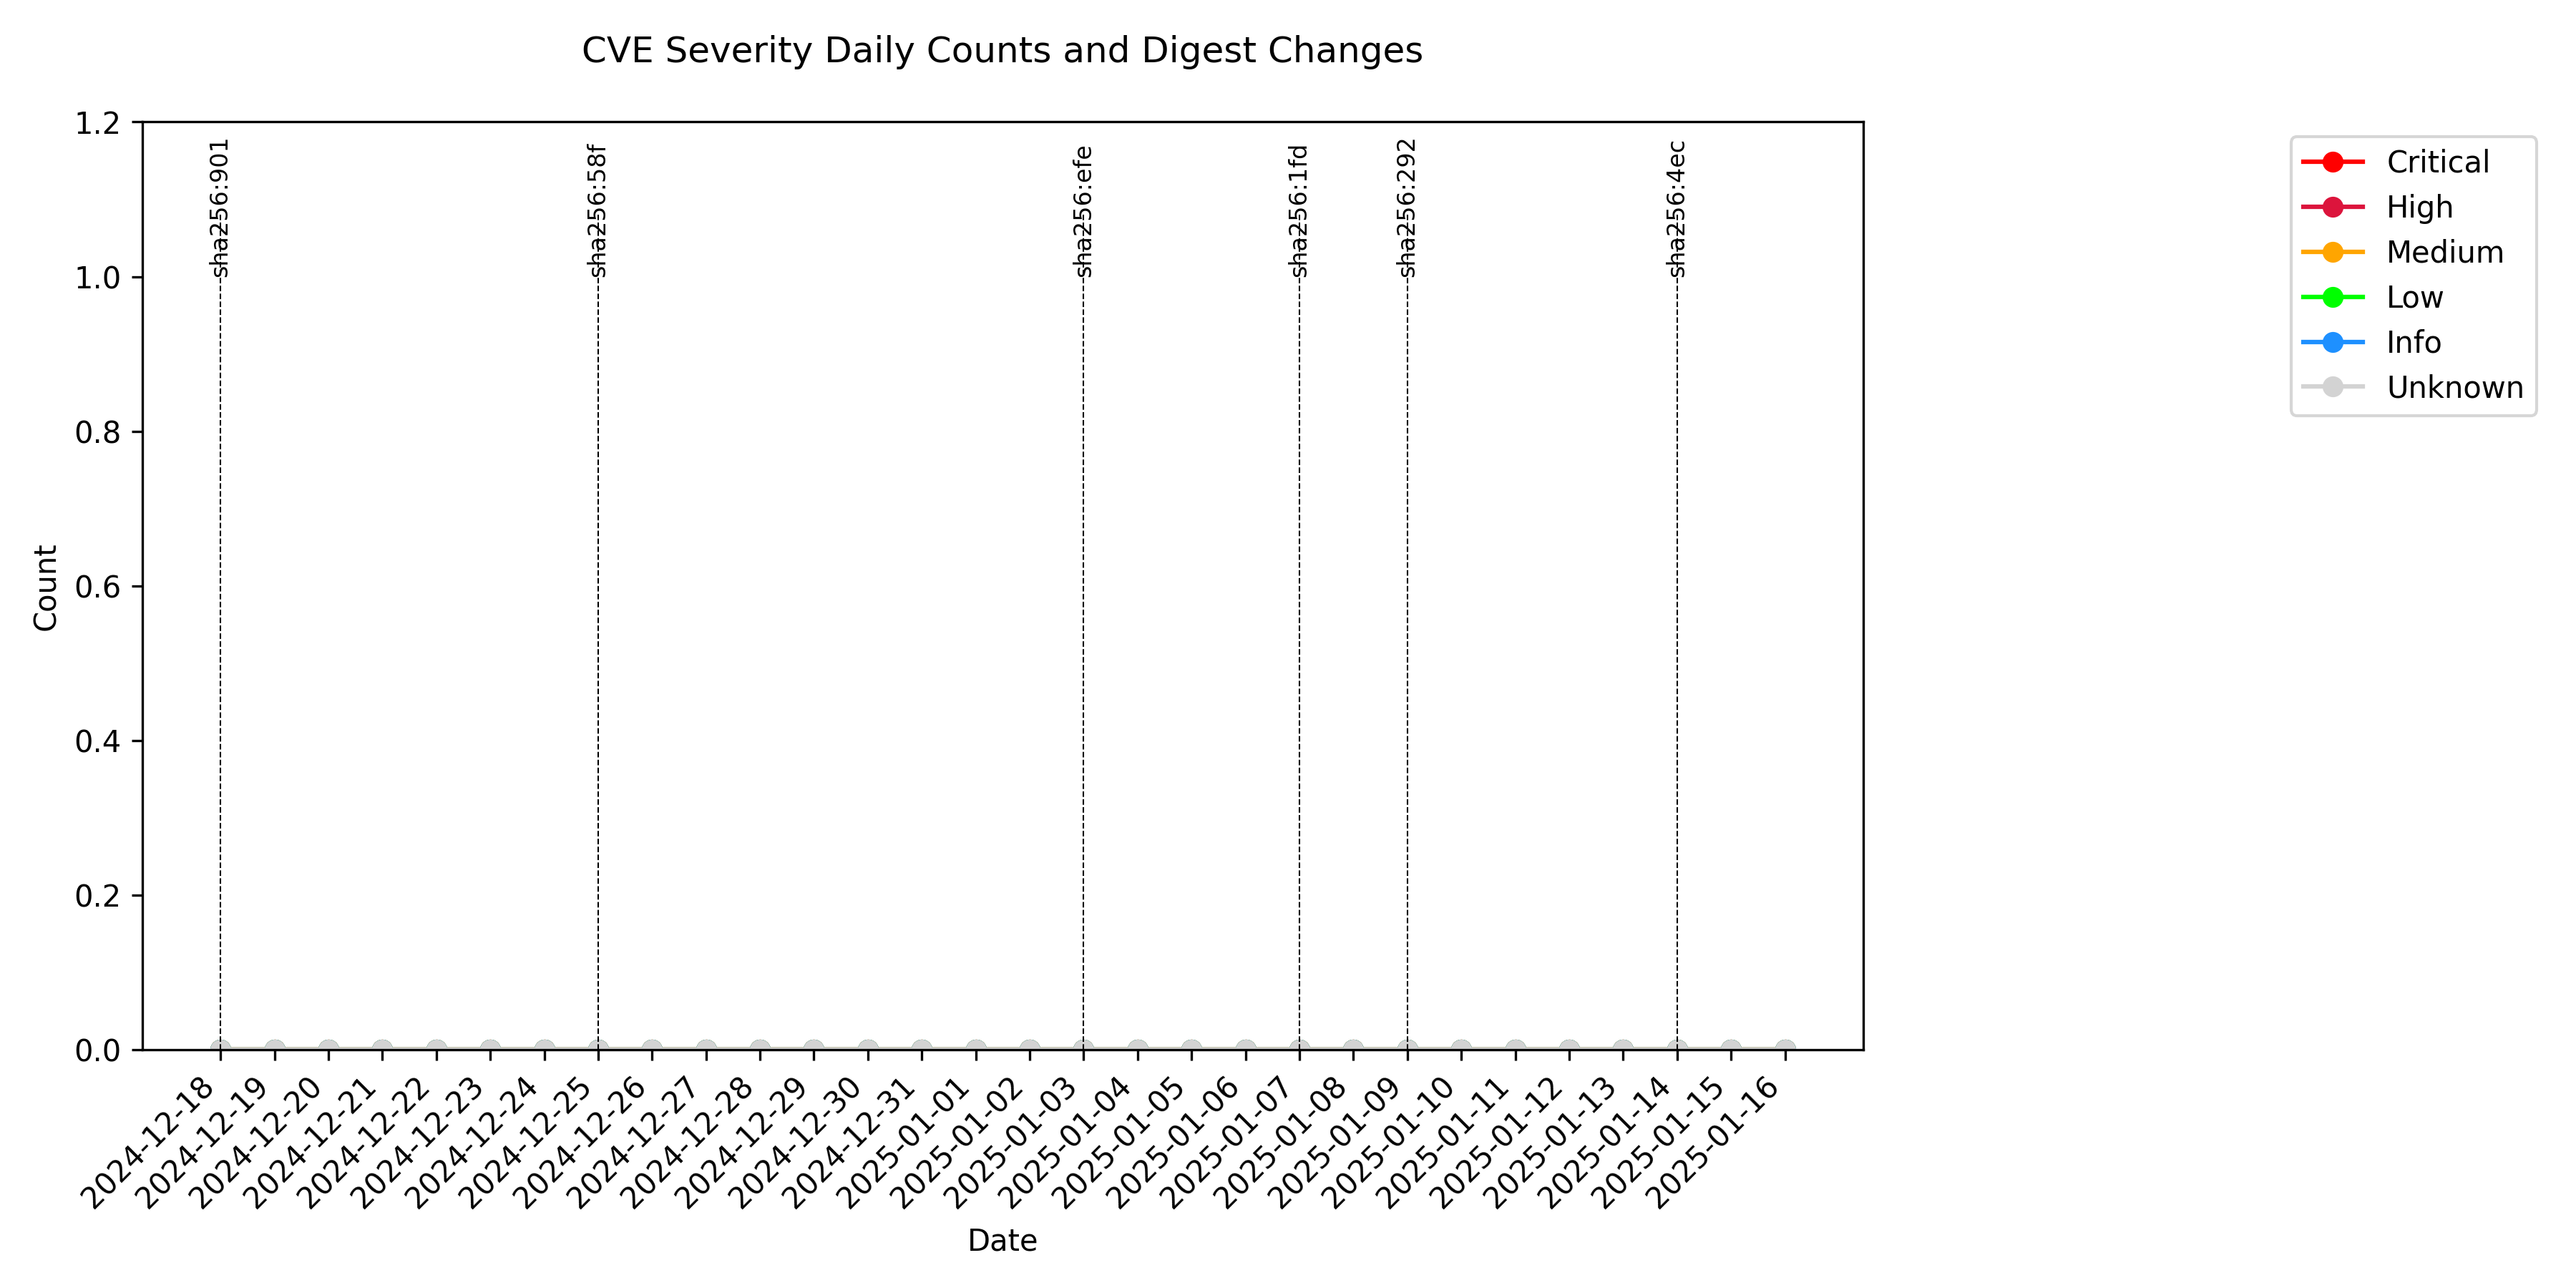 CVE Severity Daily Counts and Digest Changes
1.2
1.0
0.8
0.6
0.4
0.2
0.0
Count
sha256:901
sha256:58f
sha256:efe
sha256:1fd
sha256:292
sha256:4ec
Critical
High
Medium
Low
Info
Unknown
2024-12-18
2024-12-19
2024-12-20
2024-12-21
2024-12-22
2024-12-23
2024-12-24
2024-12-25
2024-12-26
2024-12-27
2024-12-28
2024-12-29
2024-12-30
2024-12-31
2025-01-01
2025-01-02
2025-01-03
2025-01-04
2025-01-05
2025-01-06
2025-01-07
2025-01-08
2025-01-09
2025-01-10
2025-01-11
2025-01-12
2025-01-13
2025-01-14
2025-01-15
2025-01-16
Date